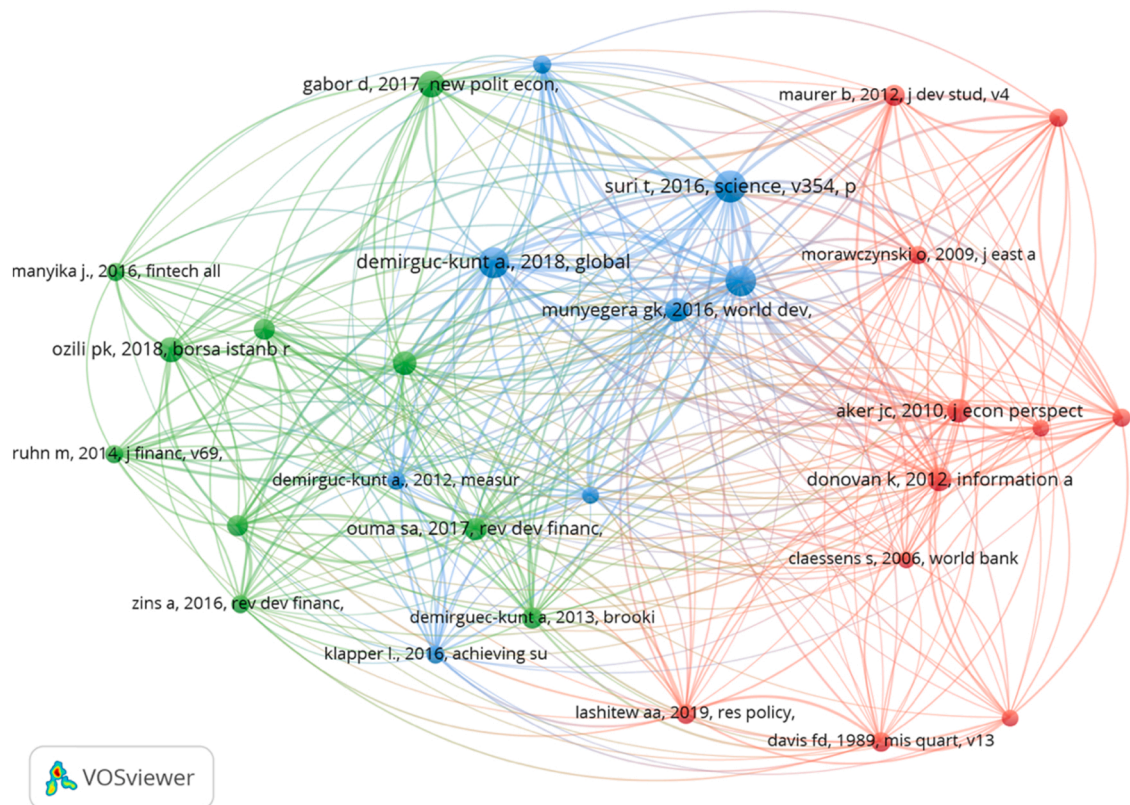 gabor d, 2017, new polit econ,
maurer b, 2012, j dev stud, v4
suri t, 2016, science, v354, p
morawczynski o, 2009, j east a
demirguc-kunt a., 2018, global
manyika j., 2016, fintech all
munyegera gk, 2016, world dev,
ozili pk, 2018, borsa istanb r
aker jc, 2010, j econ perspect
ruhn m, 2014, j financ, v69,
demirguc-kunt a., 2012, measur
donovan k, 2012, information a
ouma sa, 2017, rev dev financ,
claessens s, 2006, world bank
zins a, 2016, rev dev financ,
demirguec-kunt a, 2013, brooki
klapper l., 2016, achieving su
lashitew aa, 2019, res policy,
davis fd, 1989, mis quart, v13
VOSviewer